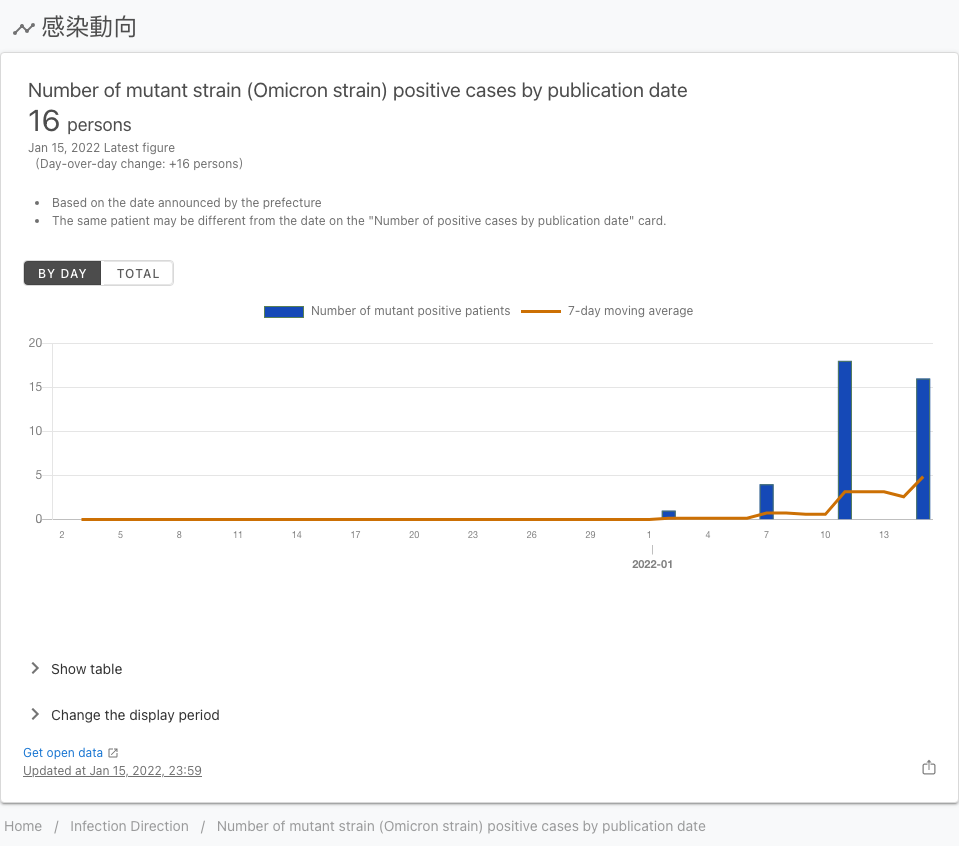 感染動向
Number of mutant strain (Omicron strain) positive cases by publication date
16 persons
Jan 15, 2022 Latest figure
(Day-over-day change: +16 persons)
• Based on the date announced by the prefecture
• The same patient may be different from the date on the "Number of positive cases by publication date" card.
BY DAY TOTAL
Number of mutant positive patients 7-day moving average
20
15
10
5
0
2 5 8 11 14 17 20 23 26 29 1 4 7 10 13
2022-01
Show table
Change the display period
Get open data
Updated at Jan 15, 2022, 23:59
Home / Infection Direction / Number of mutant strain (Omicron strain) positive cases by publication date